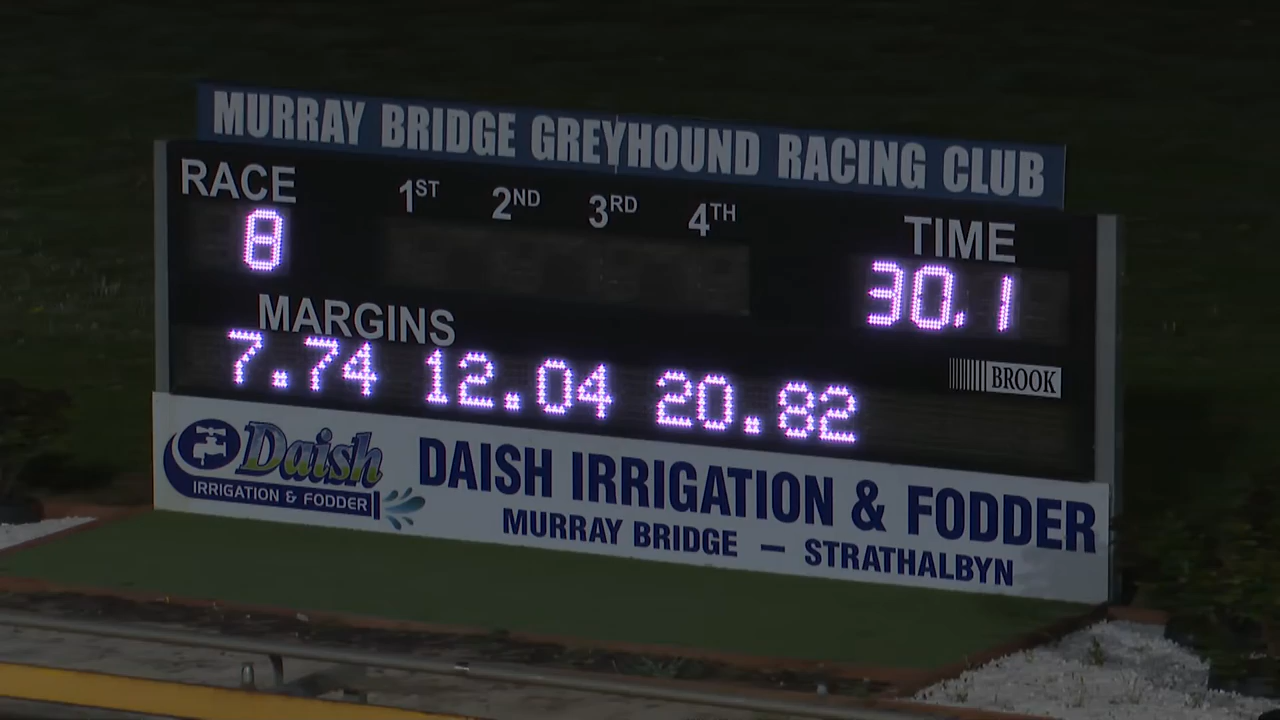 MURRAY BRIDGE GREYHOUND RACING CLUB
RACE 1ST 2ND 3RD 4TH TIME
8 30.1
MARGINS
7.74 12.04 20.82
BROOK
Daish
IRRIGATION & FODDER
DAISH IRRIGATION & FODDER
MURRAY BRIDGE — STRATHALBYN